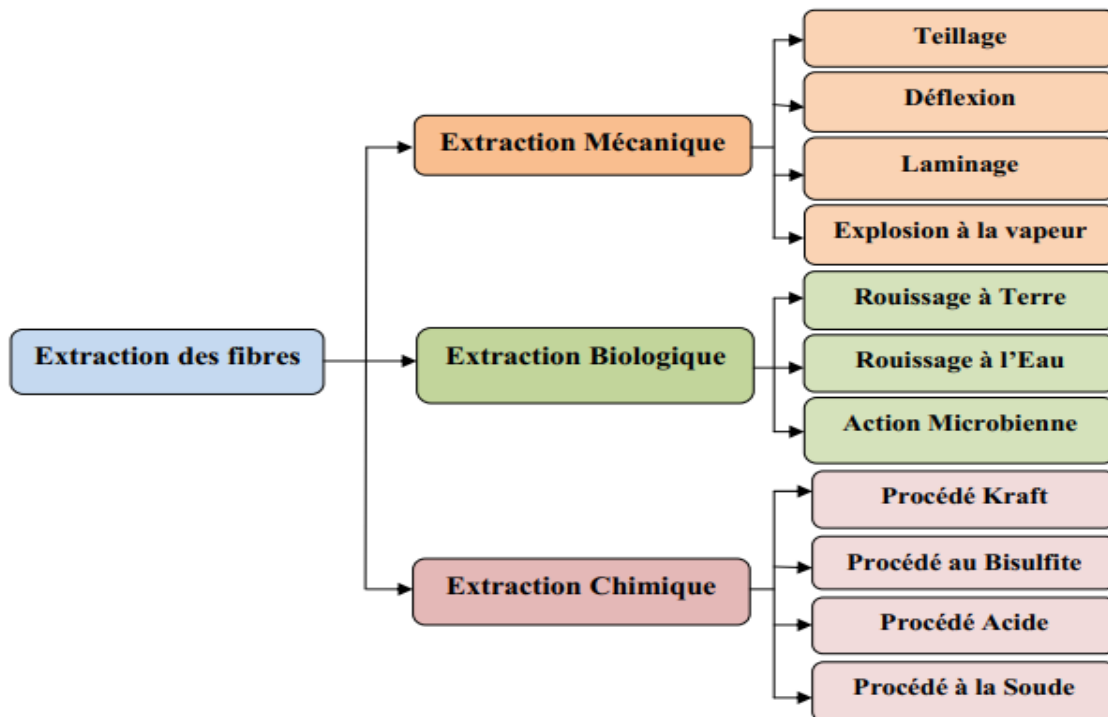 Extraction des fibres
Extraction Mécanique
Teillage
Déflexion
Laminage
Explosion à la vapeur
Extraction Biologique
Rouissage à Terre
Rouissage à l’Eau
Action Microbienne
Extraction Chimique
Procédé Kraft
Procédé au Bisulfite
Procédé Acide
Procédé à la Soude